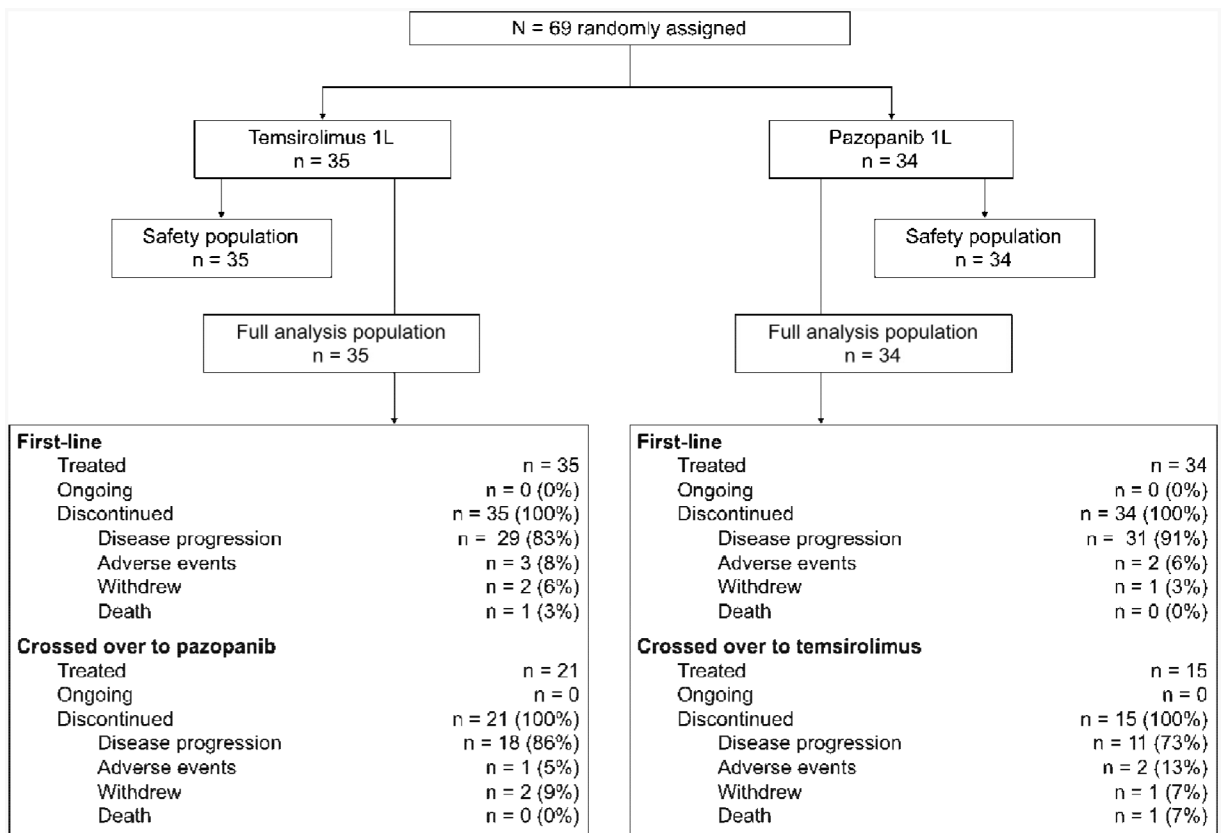 N = 69 randomly assigned
Temsirolimus 1L
n = 35
Pazopanib 1L
n = 34
Safety population
n = 35
Safety population
n = 34
Full analysis population
n = 35
Full analysis population
n = 34
First-line
Treated n = 35
Ongoing n = 0 (0%)
Discontinued n = 35 (100%)
Disease progression n = 29 (83%)
Adverse events n = 3 (8%)
Withdrew n = 2 (6%)
Death n = 1 (3%)
Crossed over to pazopanib
Treated n = 21
Ongoing n = 0
Discontinued n = 21 (100%)
Disease progression n = 18 (86%)
Adverse events n = 1 (5%)
Withdrew n = 2 (9%)
Death n = 0 (0%)
First-line
Treated n = 34
Ongoing n = 0 (0%)
Discontinued n = 34 (100%)
Disease progression n = 31 (91%)
Adverse events n = 2 (6%)
Withdrew n = 1 (3%)
Death n = 0 (0%)
Crossed over to temsirolimus
Treated n = 15
Ongoing n = 0
Discontinued n = 15 (100%)
Disease progression n = 11 (73%)
Adverse events n = 2 (13%)
Withdrew n = 1 (7%)
Death n = 1 (7%)